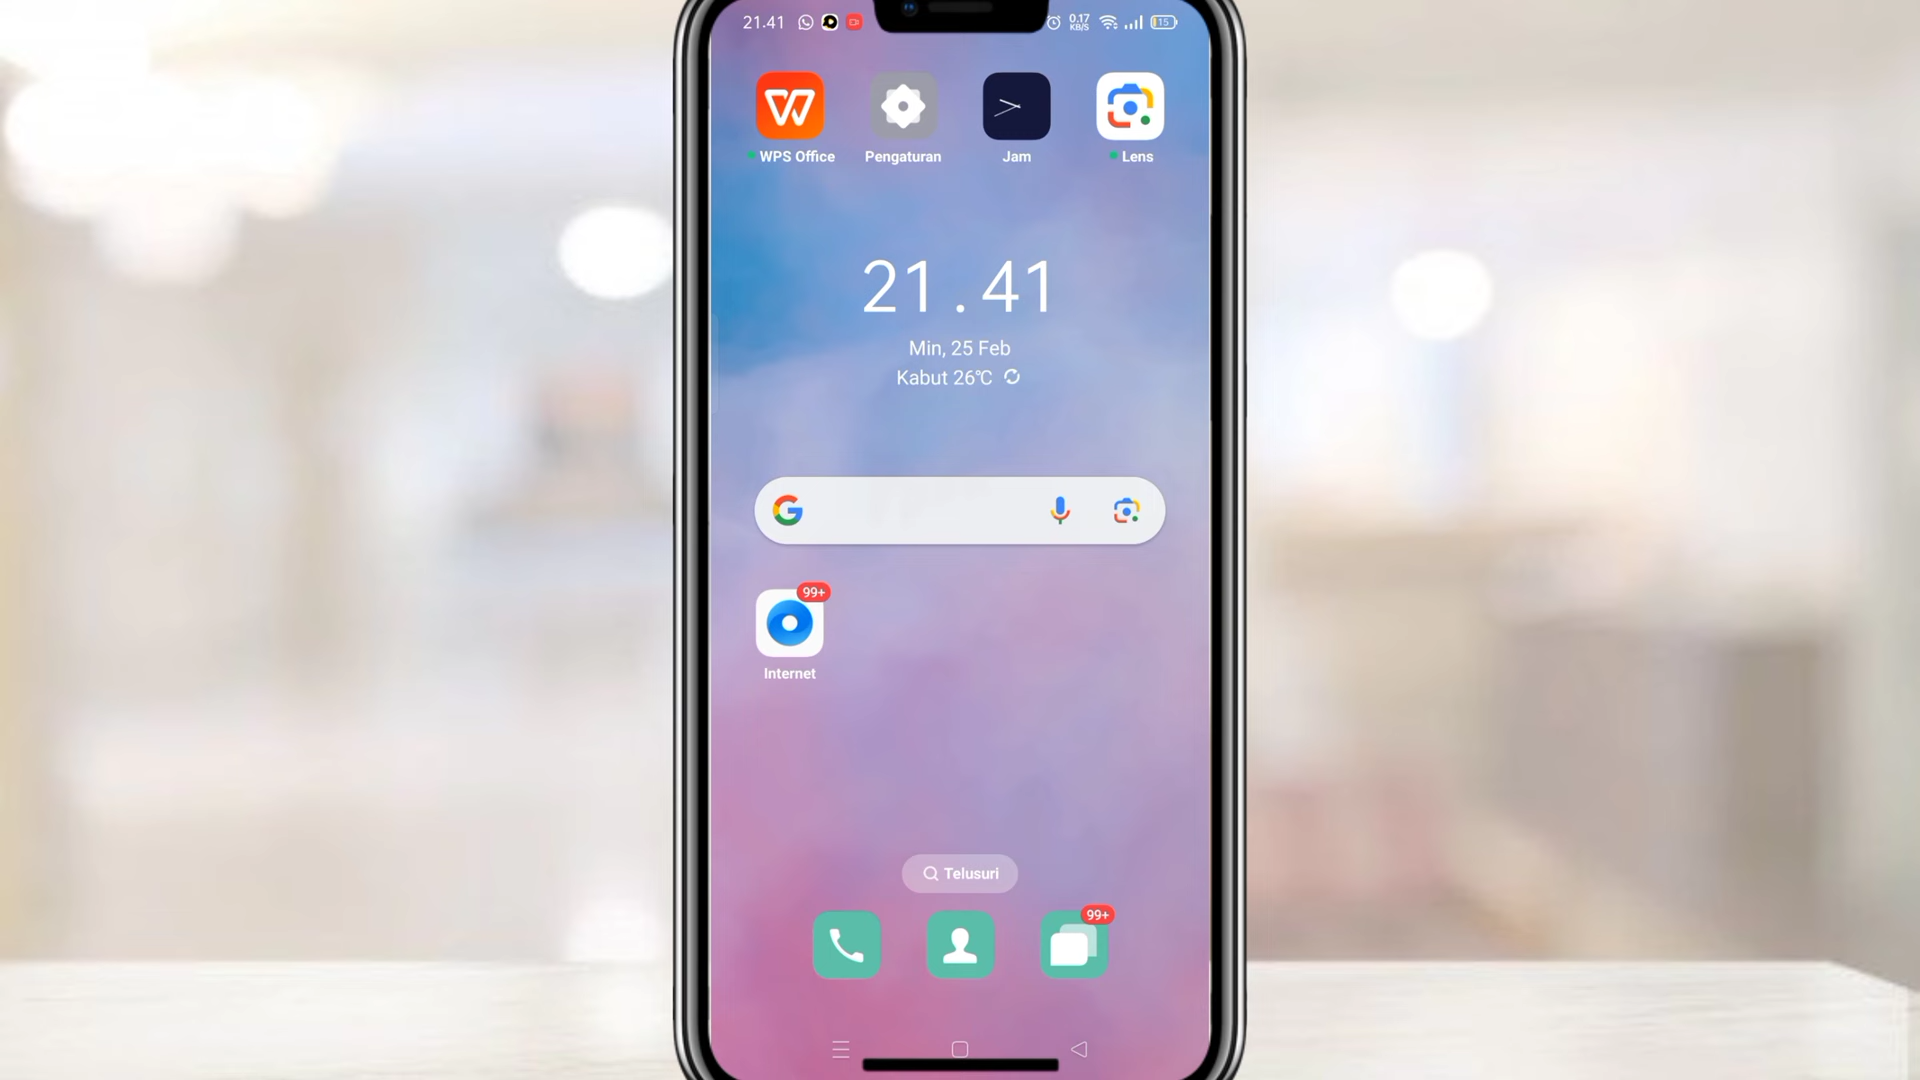 21.41
0.17
KB/S
15
WPS Office
Pengaturan
Jam
Lens
21.41
Min, 25 Feb
Kabut 26℃
99+
Internet
Telusuri
99+